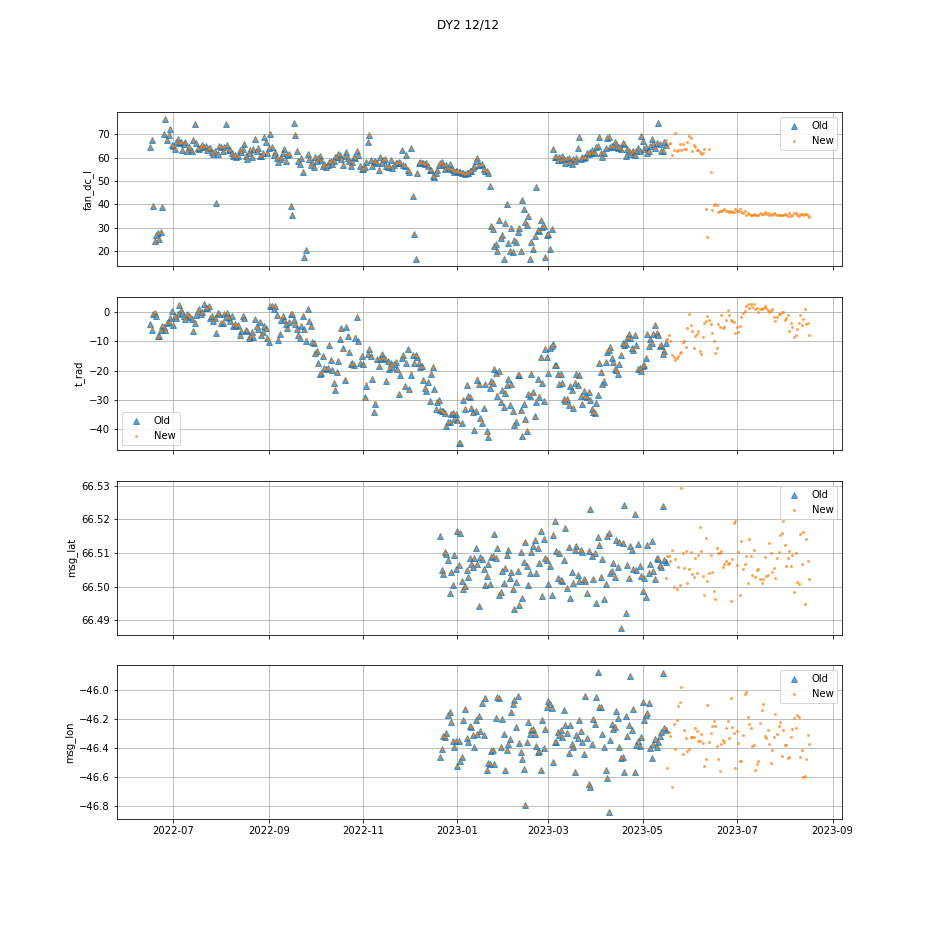 DY2 12/12
fan_dc_I
70
60
50
40
30
20
Old
New
t_rad
0
−10
−20
−30
−40
Old
New
msg_lat
66.53
66.52
66.51
66.50
66.49
Old
New
msg_lon
−46.0
−46.2
−46.4
−46.6
−46.8
Old
New
2022-07 2022-09 2022-11 2023-01 2023-03 2023-05 2023-07 2023-09